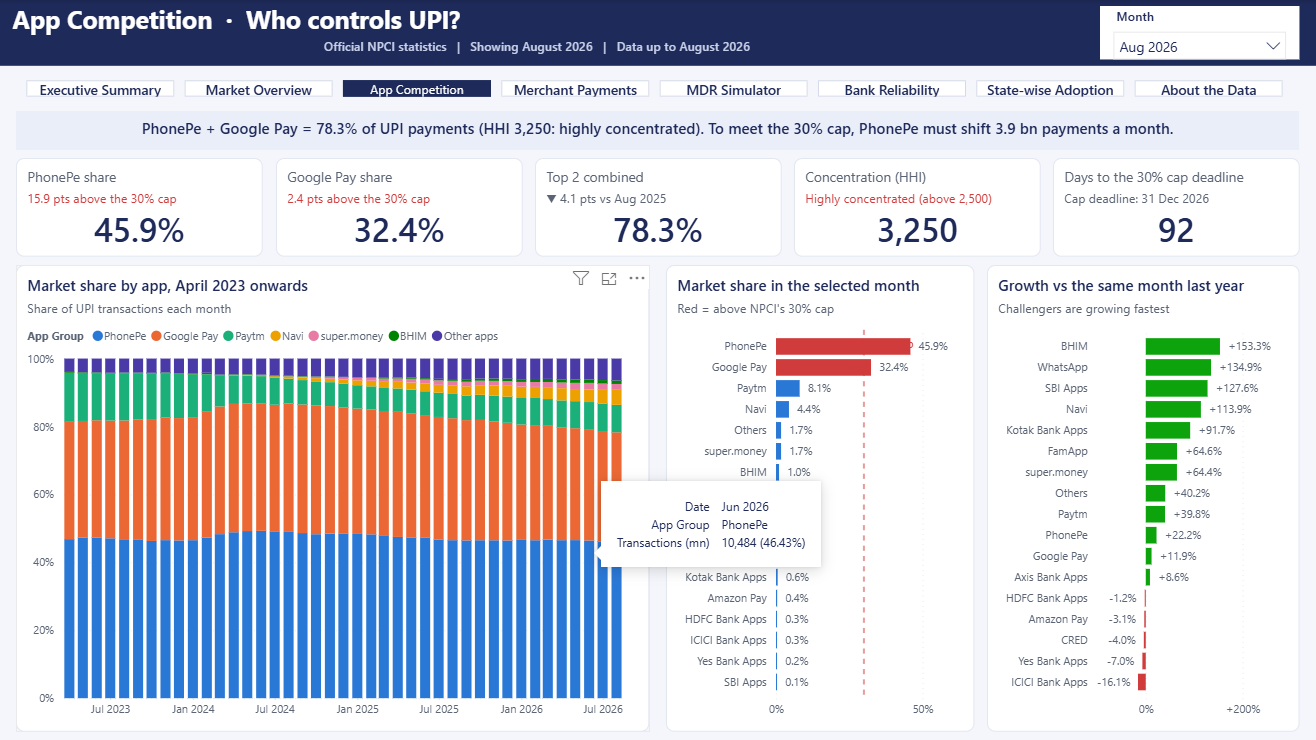 App Competition · Who controls UPI?
Official NPCI statistics | Showing August 2026 | Data up to August 2026
Month
Aug 2026
Executive Summary
Market Overview
App Competition
Merchant Payments
MDR Simulator
Bank Reliability
State-wise Adoption
About the Data
PhonePe + Google Pay = 78.3% of UPI payments (HHI 3,250: highly concentrated). To meet the 30% cap, PhonePe must shift 3.9 bn payments a month.
PhonePe share
15.9 pts above the 30% cap
45.9%
Google Pay share
2.4 pts above the 30% cap
32.4%
Top 2 combined
▼ 4.1 pts vs Aug 2025
78.3%
Concentration (HHI)
Highly concentrated (above 2,500)
3,250
Days to the 30% cap deadline
Cap deadline: 31 Dec 2026
92
Market share by app, April 2023 onwards
Share of UPI transactions each month
App Group PhonePe Google Pay Paytm Navi super.money BHIM Other apps
100%
80%
60%
40%
20%
0%
Jul 2023 Jan 2024 Jul 2024 Jan 2025 Jul 2025 Jan 2026 Jul 2026
Date Jun 2026
App Group PhonePe
Transactions (mn) 10,484 (46.43%)
Market share in the selected month
Red = above NPCI's 30% cap
PhonePe 45.9%
Google Pay 32.4%
Paytm 8.1%
Navi 4.4%
Others 1.7%
super.money 1.7%
BHIM 1.0%
Kotak Bank Apps 0.6%
Amazon Pay 0.4%
HDFC Bank Apps 0.3%
ICICI Bank Apps 0.3%
Yes Bank Apps 0.2%
SBI Apps 0.1%
0% 50%
Growth vs the same month last year
Challengers are growing fastest
BHIM +153.3%
WhatsApp +134.9%
SBI Apps +127.6%
Navi +113.9%
Kotak Bank Apps +91.7%
FamApp +64.6%
super.money +64.4%
Others +40.2%
Paytm +39.8%
PhonePe +22.2%
Google Pay +11.9%
Axis Bank Apps +8.6%
HDFC Bank Apps -1.2%
Amazon Pay -3.1%
CRED -4.0%
Yes Bank Apps -7.0%
ICICI Bank Apps -16.1%
0% +200%